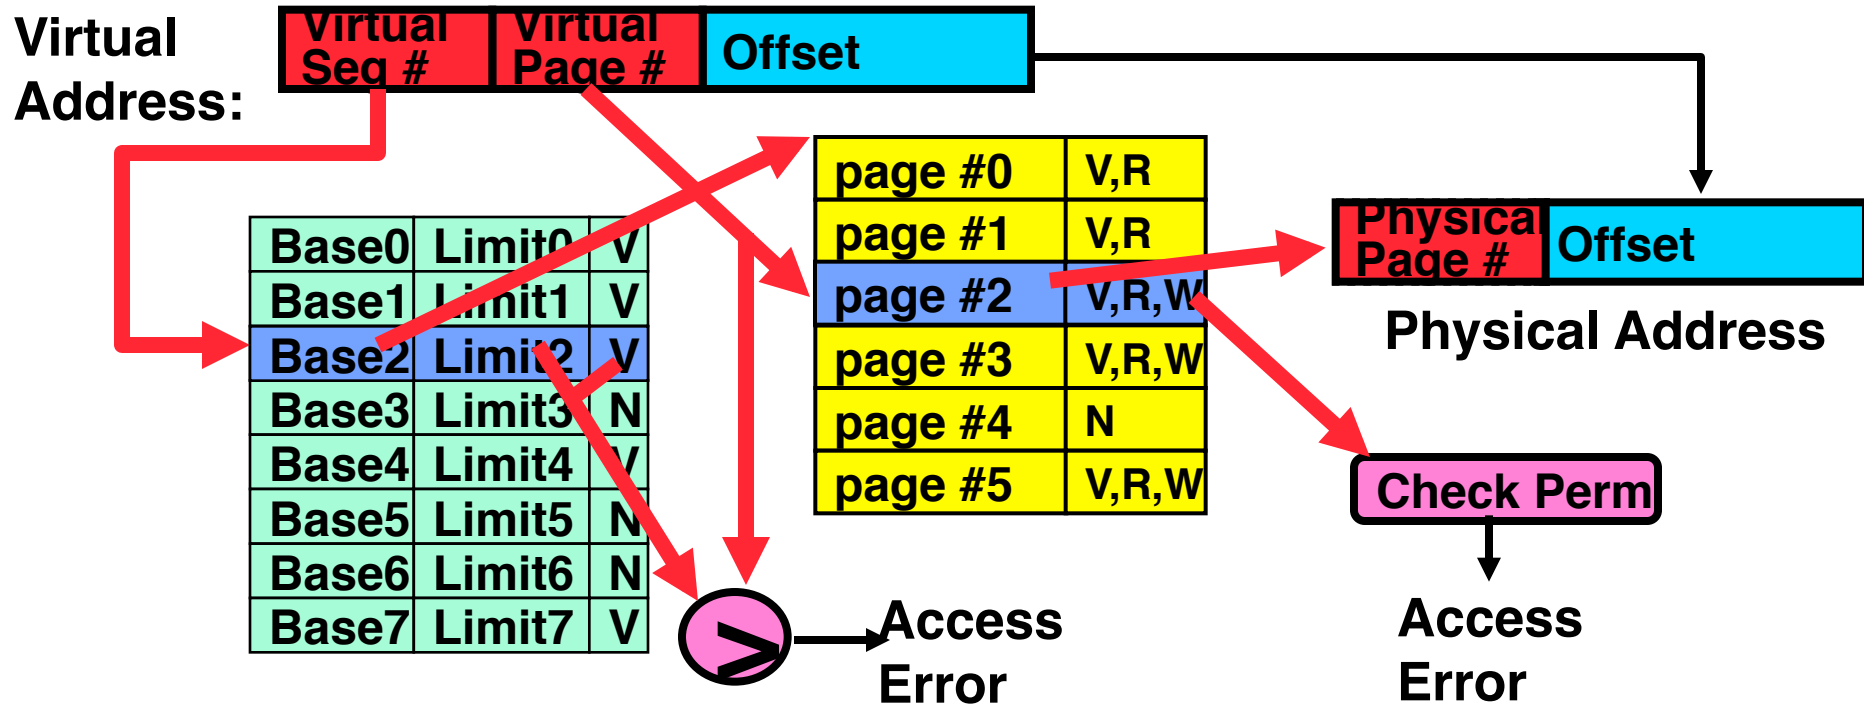 Virtual
Address:
Virtual
Seg #
Virtual
Page #
Offset
Base0 Limit0 V
Base1 Limit1 V
Base2 Limit2 V
Base3 Limit3 N
Base4 Limit4 V
Base5 Limit5 N
Base6 Limit6 N
Base7 Limit7 V
page #0 V,R
page #1 V,R
page #2 V,R,W
page #3 V,R,W
page #4 N
page #5 V,R,W
Physical
Page #
Offset
Physical Address
Check Perm
>
Access
Error
Access
Error